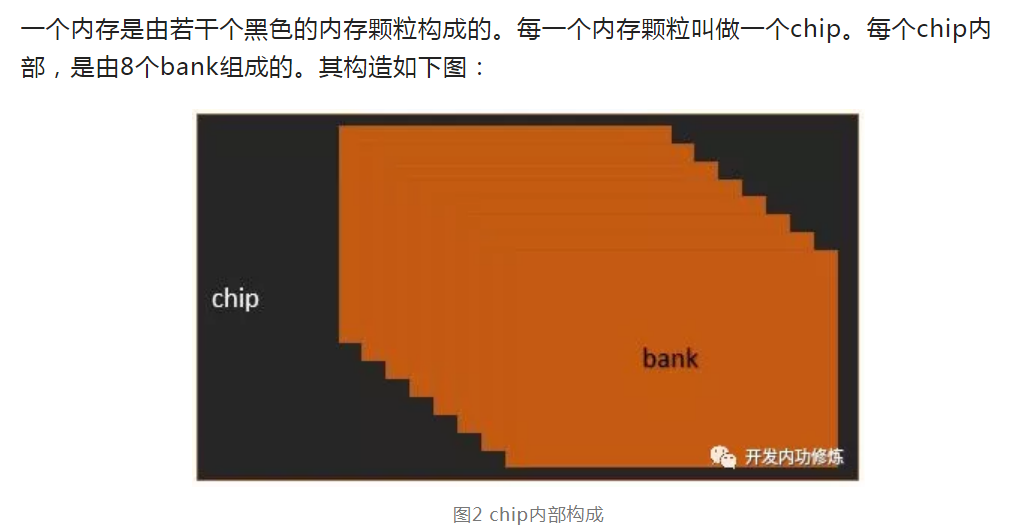 一个内存是由若干个黑色的内存颗粒构成的。每一个内存颗粒叫做一个chip。每个chip内
部，是由8个bank组成的。其构造如下图：
chip
bank
开发内功修炼
图2 chip内部构成